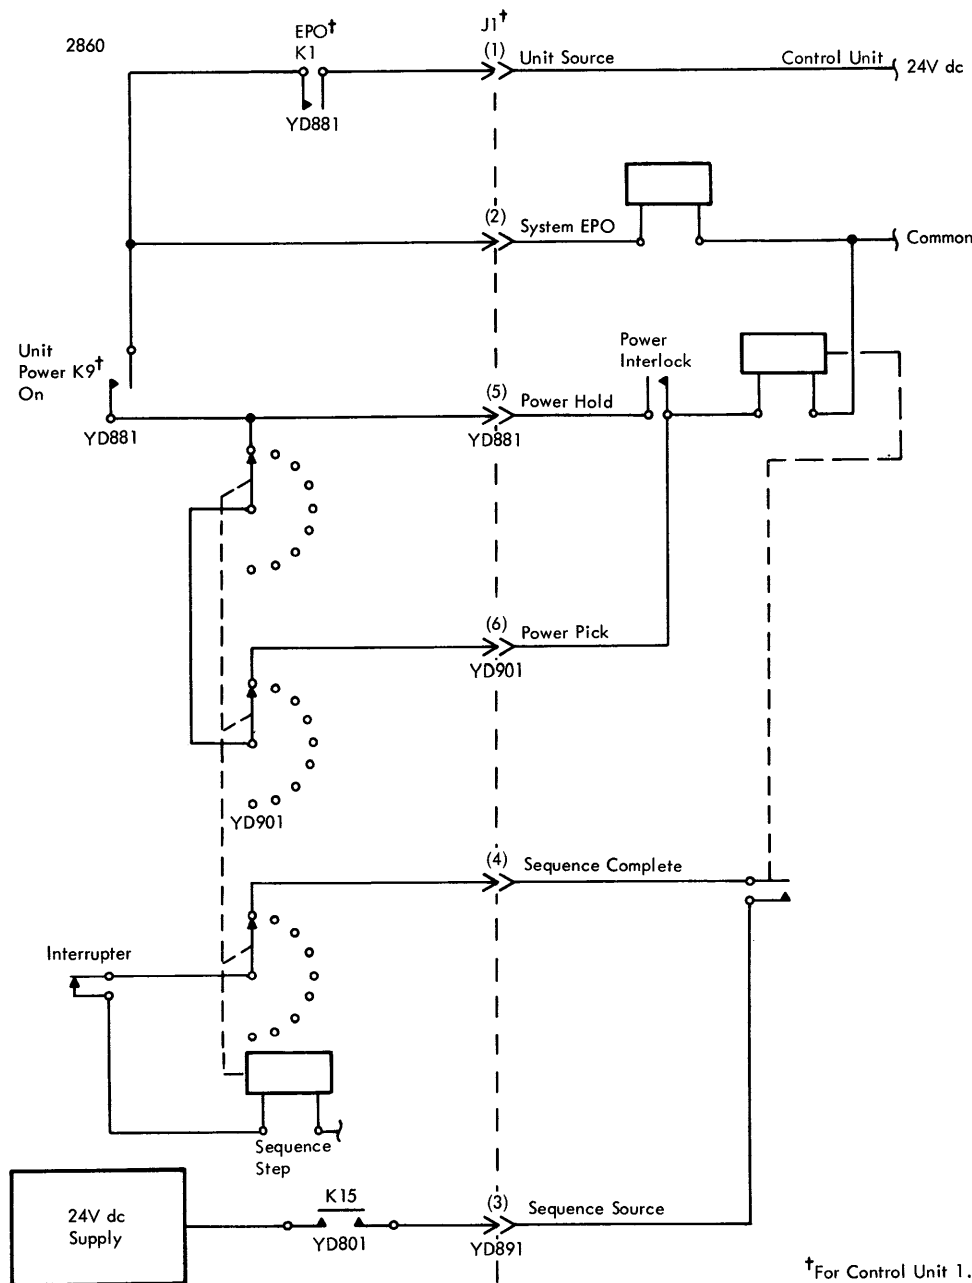 2860
EPO†
K1
YD881
J1†
(1)
Unit Source
Control Unit
24V dc
(2)
System EPO
Common
Unit
Power K9†
On
YD881
(5)
Power Hold
YD881
Power
Interlock
(6)
Power Pick
YD901
YD901
(4)
Sequence Complete
Interrupter
Sequence
Step
24V dc
Supply
K15
YD801
(3)
Sequence Source
YD891
†For Control Unit 1.